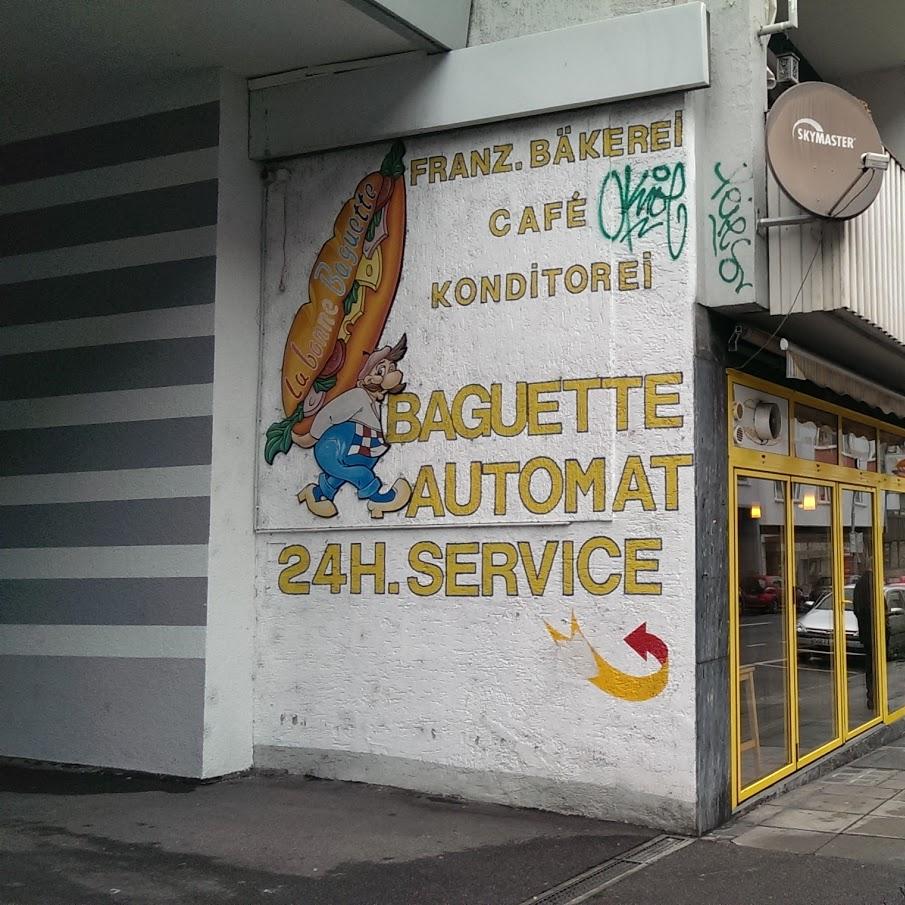 FRANZ. BÄKEREI
CAFÉ
KONDITOREI
La bonne Baguette
BAGUETTE
AUTOMAT
24H. SERVICE
SKYMASTER